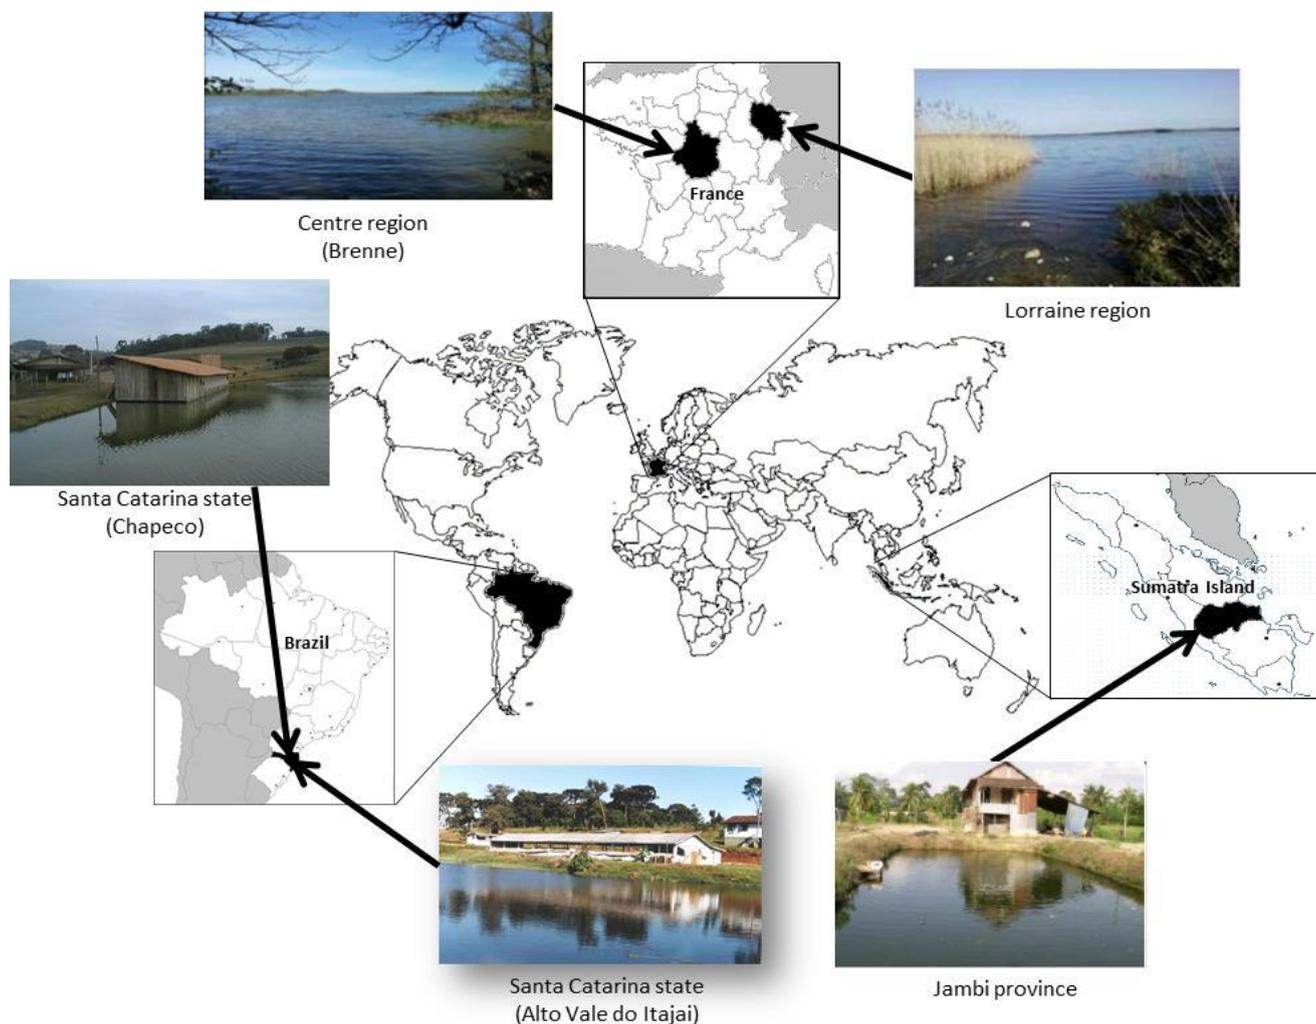 Centre region
(Brenne)
France
Lorraine region
Santa Catarina state
(Chapeco)
Brazil
Sumatra Island
Santa Catarina state
(Alto Vale do Itajai)
Jambi province